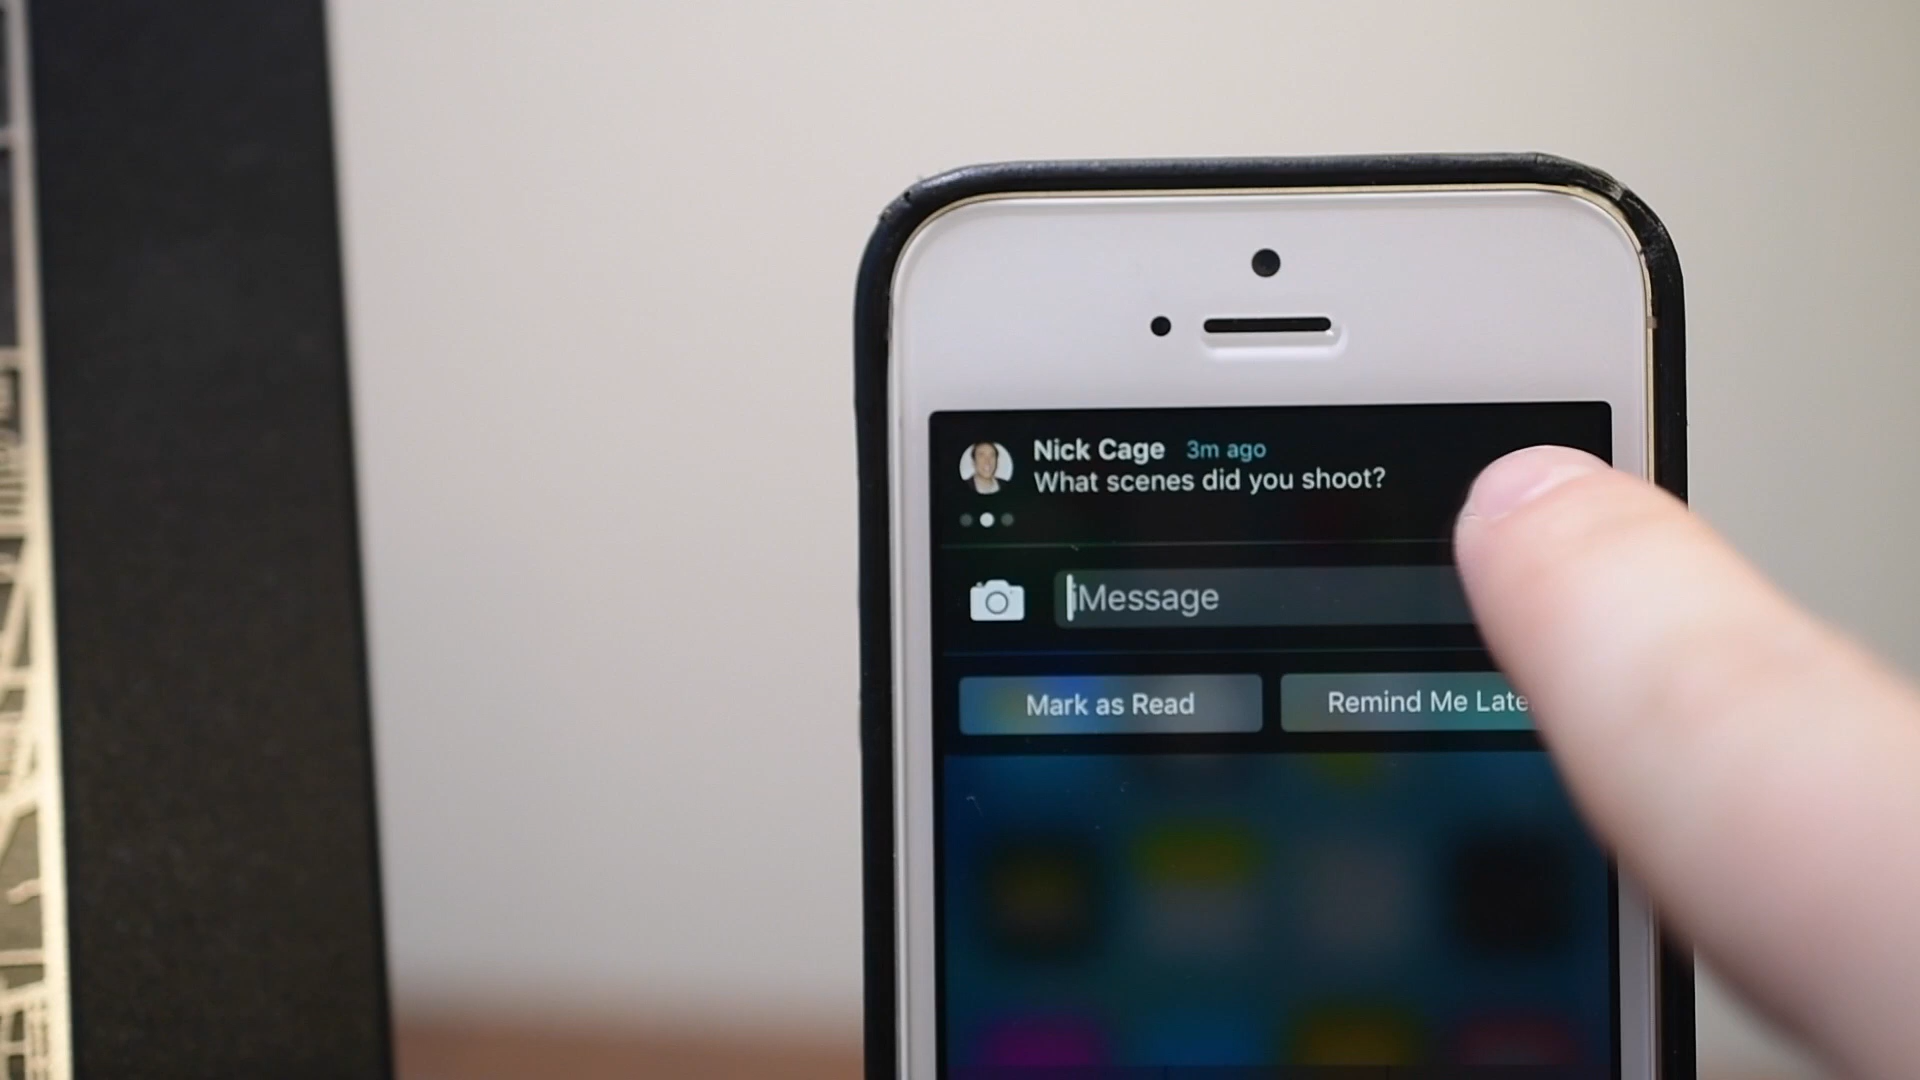 Nick Cage 3m ago
What scenes did you shoot?
iMessage
Mark as Read
Remind Me Late